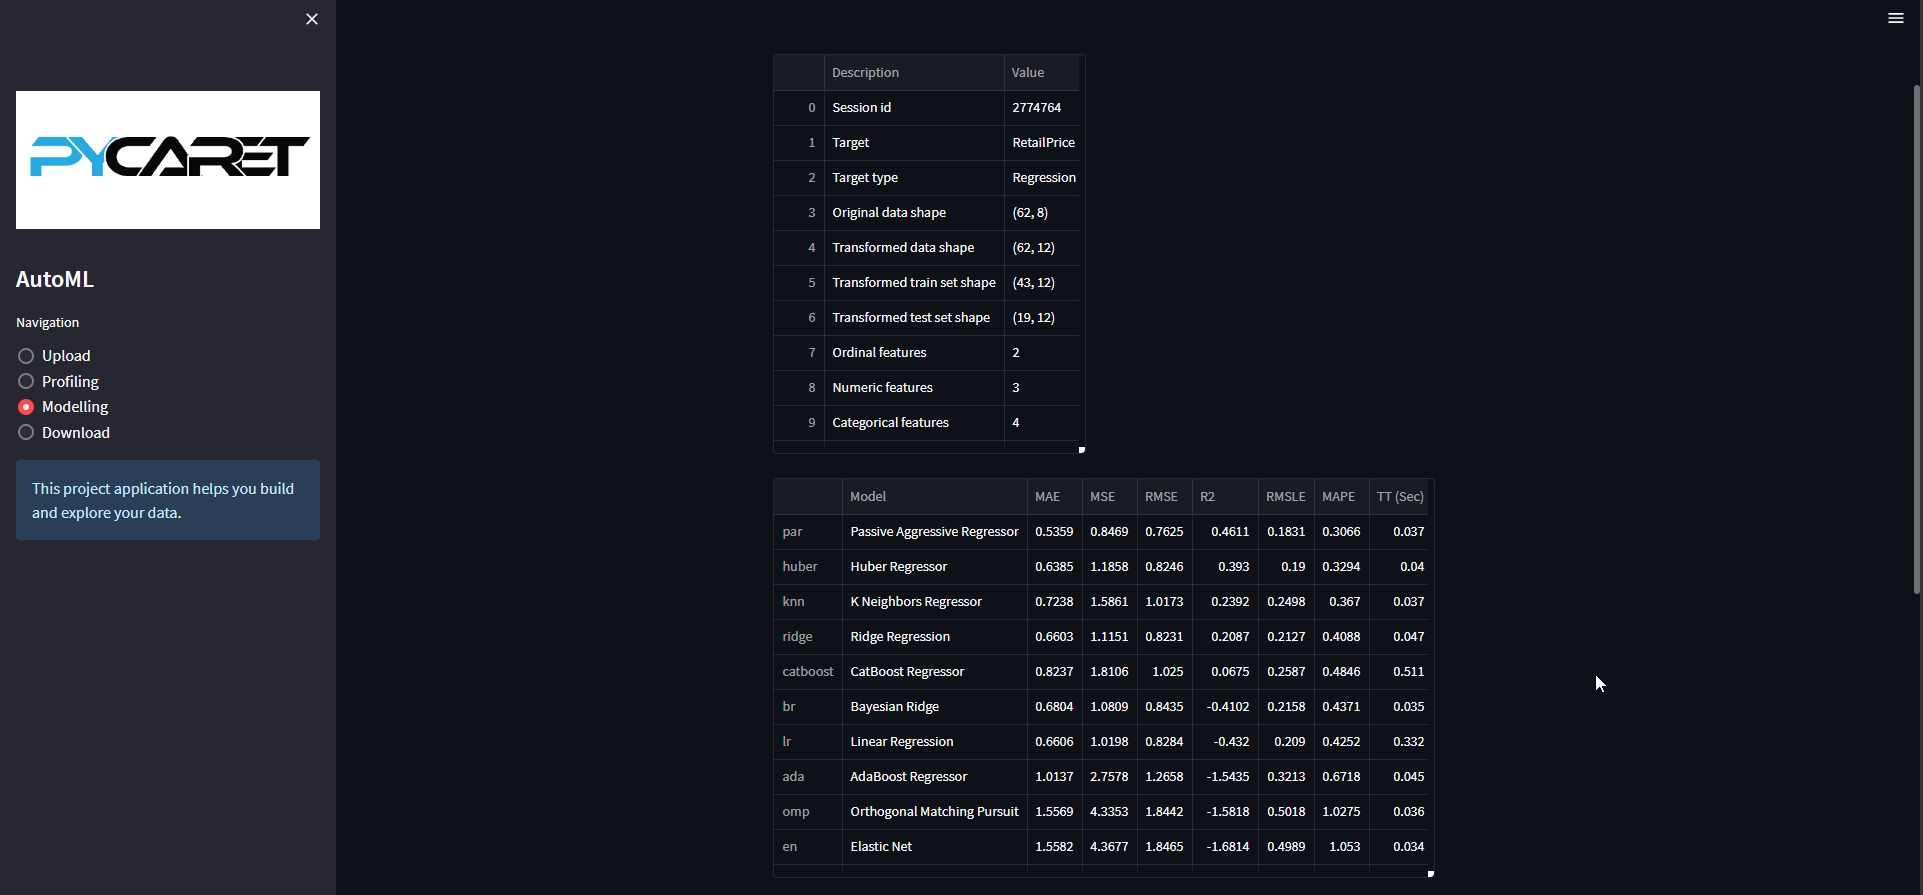 PYCARET
AutoML
Navigation
Upload
Profiling
Modelling
Download
This project application helps you build
and explore your data.
Description Value
0 Session id 2774764
1 Target RetailPrice
2 Target type Regression
3 Original data shape (62, 8)
4 Transformed data shape (62, 12)
5 Transformed train set shape (43, 12)
6 Transformed test set shape (19, 12)
7 Ordinal features 2
8 Numeric features 3
9 Categorical features 4
Model MAE MSE RMSE R2 RMSLE MAPE TT (Sec)
par Passive Aggressive Regressor 0.5359 0.8469 0.7625 0.4611 0.1831 0.3066 0.037
huber Huber Regressor 0.6385 1.1858 0.8246 0.393 0.19 0.3294 0.04
knn K Neighbors Regressor 0.7238 1.5861 1.0173 0.2392 0.2498 0.367 0.037
ridge Ridge Regression 0.6603 1.1151 0.8231 0.2087 0.2127 0.4088 0.047
catboost CatBoost Regressor 0.8237 1.8106 1.025 0.0675 0.2587 0.4846 0.511
br Bayesian Ridge 0.6804 1.0809 0.8435 -0.4102 0.2158 0.4371 0.035
lr Linear Regression 0.6606 1.0198 0.8284 -0.432 0.209 0.4252 0.332
ada AdaBoost Regressor 1.0137 2.7578 1.2658 -1.5435 0.3213 0.6718 0.045
omp Orthogonal Matching Pursuit 1.5569 4.3353 1.8442 -1.5818 0.5018 1.0275 0.036
en Elastic Net 1.5582 4.3677 1.8465 -1.6814 0.4989 1.053 0.034